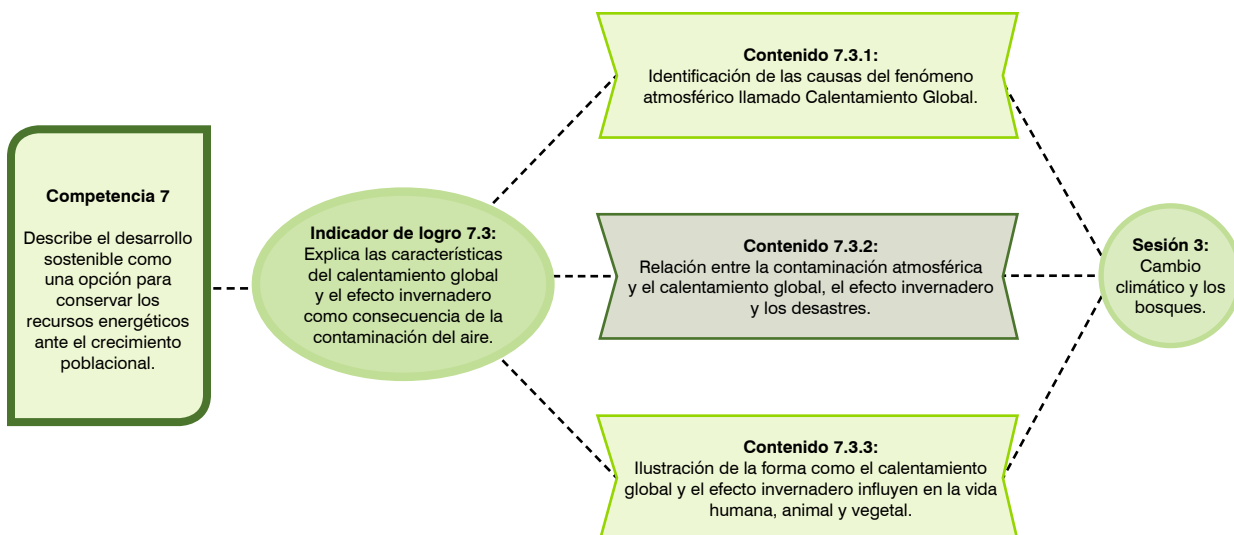 Competencia 7
Describe el desarrollo
sostenible como
una opción para
conservar los
recursos energéticos
ante el crecimiento
poblacional.
Indicador de logro 7.3:
Explica las características
del calentamiento global
y el efecto invernadero
como consecuencia de la
contaminación del aire.
Contenido 7.3.1:
Identificación de las causas del fenómeno
atmosférico llamado Calentamiento Global.
Contenido 7.3.2:
Relación entre la contaminación atmosférica
y el calentamiento global, el efecto invernadero
y los desastres.
Contenido 7.3.3:
Ilustración de la forma como el calentamiento
global y el efecto invernadero influyen en la vida
humana, animal y vegetal.
Sesión 3:
Cambio
climático y los
bosques.